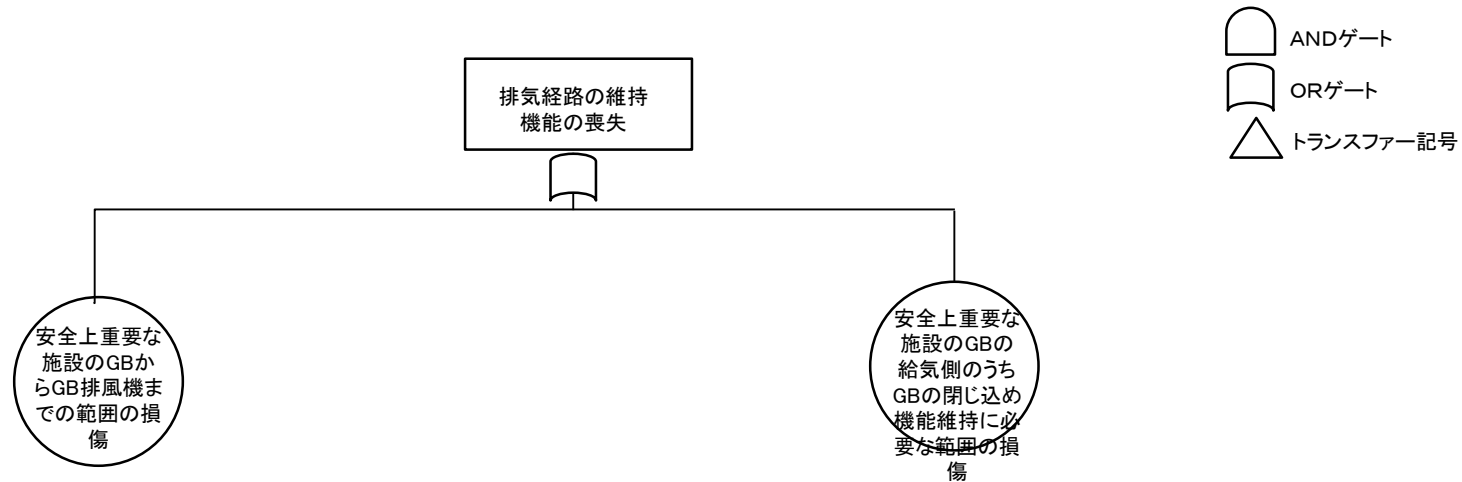 ANDゲート
ORゲート
トランスファー記号
排気経路の維持
機能の喪失
安全上重要な
施設のGBか
らGB排風機ま
での範囲の損
傷
安全上重要な
施設のGBの
給気側のうち
GBの閉じ込め
機能維持に必
要な範囲の損
傷